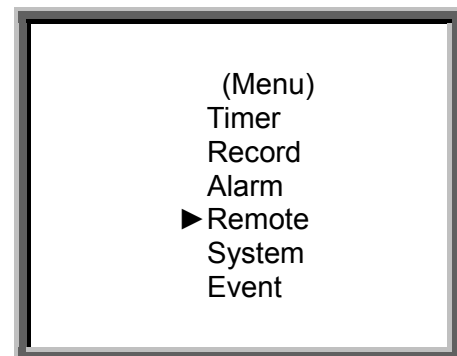 (Menu)
Timer
Record
Alarm
►Remote
System
Event